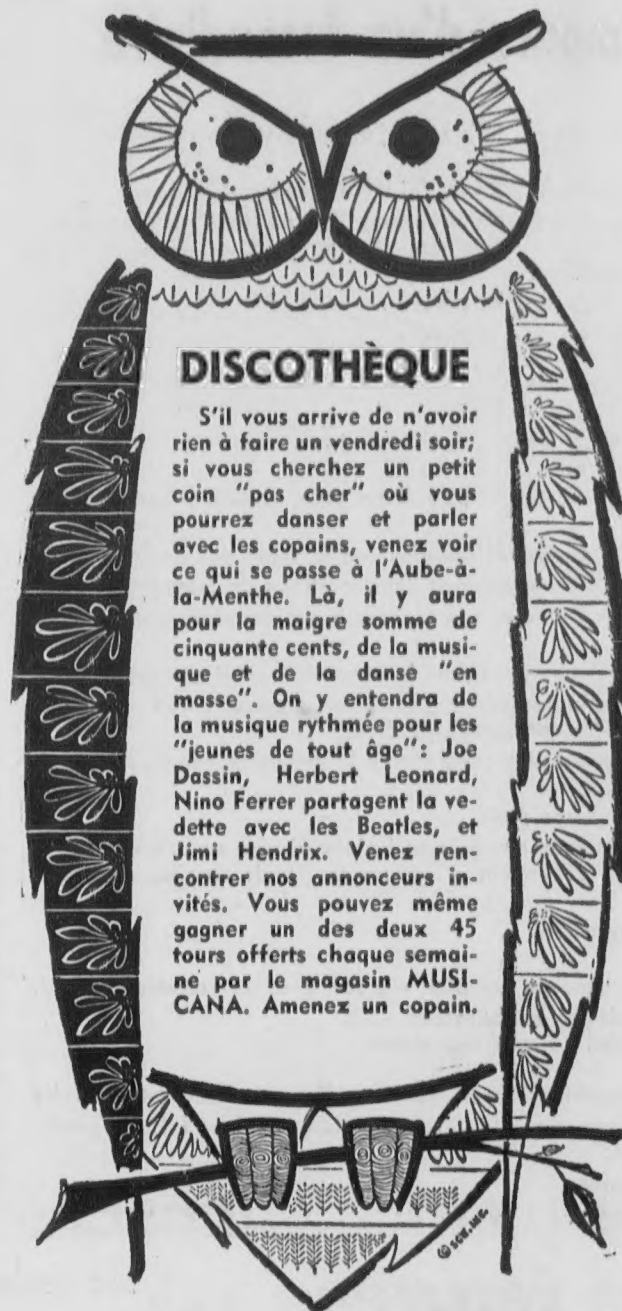 DISCOTHÈQUE
S'il vous arrive de n'avoir
rien à faire un vendredi soir;
si vous cherchez un petit
coin "pas cher" où vous
pourrez danser et parler
avec les copains, venez voir
ce qui se passe à l'Aube-à-
la-Menthe. Là, il y aura
pour la maigre somme de
cinquante cents, de la musi-
que et de la danse "en
masse". On y entendra de
la musique rythmée pour les
"jeunes de tout âge": Joe
Dassin, Herbert Leonard,
Nino Ferrer partagent la ve-
dette avec les Beatles, et
Jimi Hendrix. Venez ren-
contrer nos annonceurs in-
vités. Vous pouvez même
gagner un des deux 45
tours offerts chaque semai-
ne par le magasin MUSI-
CANA. Amenez un copain.